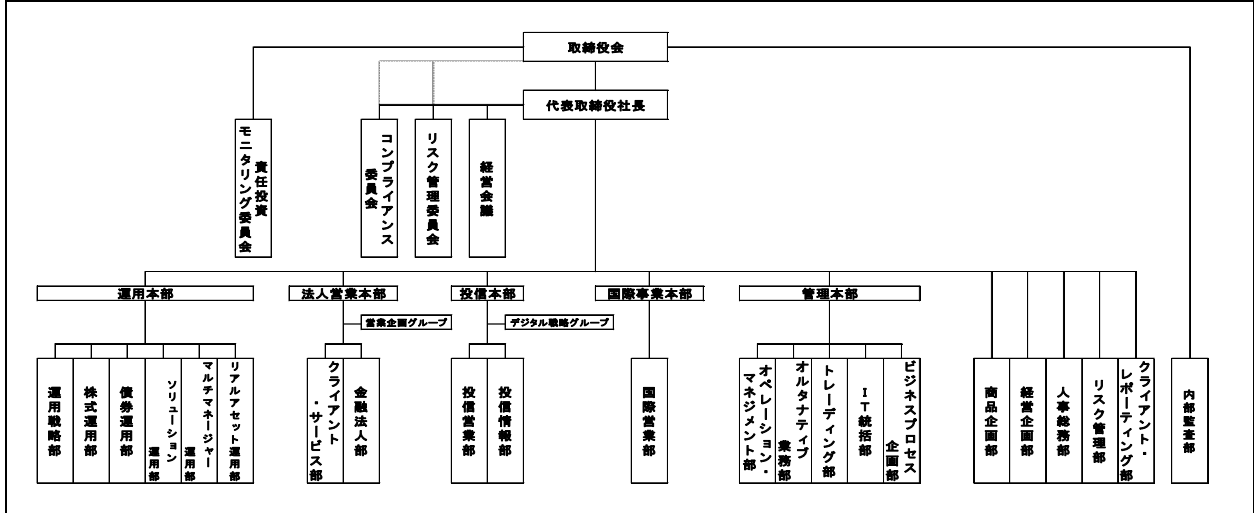 取締役会
代表取締役社長
責任投資
モニタリング委員会
コンプライアンス
委員会
リスク管理委員会
経営会議
運用本部
法人営業本部
投信本部
国際事業本部
管理本部
営業企画グループ
デジタル戦略グループ
運用戦略部
株式運用部
債券運用部
ソリューション
運用部
マルチマネージャー
運用部
リアルアセット運用部
クライアント
・サービス部
金融法人部
投信営業部
投信情報部
国際営業部
オペレーション・
マネジメント部
オルタナティブ
業務部
トレーディング部
IT統括部
ビジネスプロセス
企画部
商品企画部
経営企画部
人事総務部
リスク管理部
クライアント・
レポーティング部
内部監査部